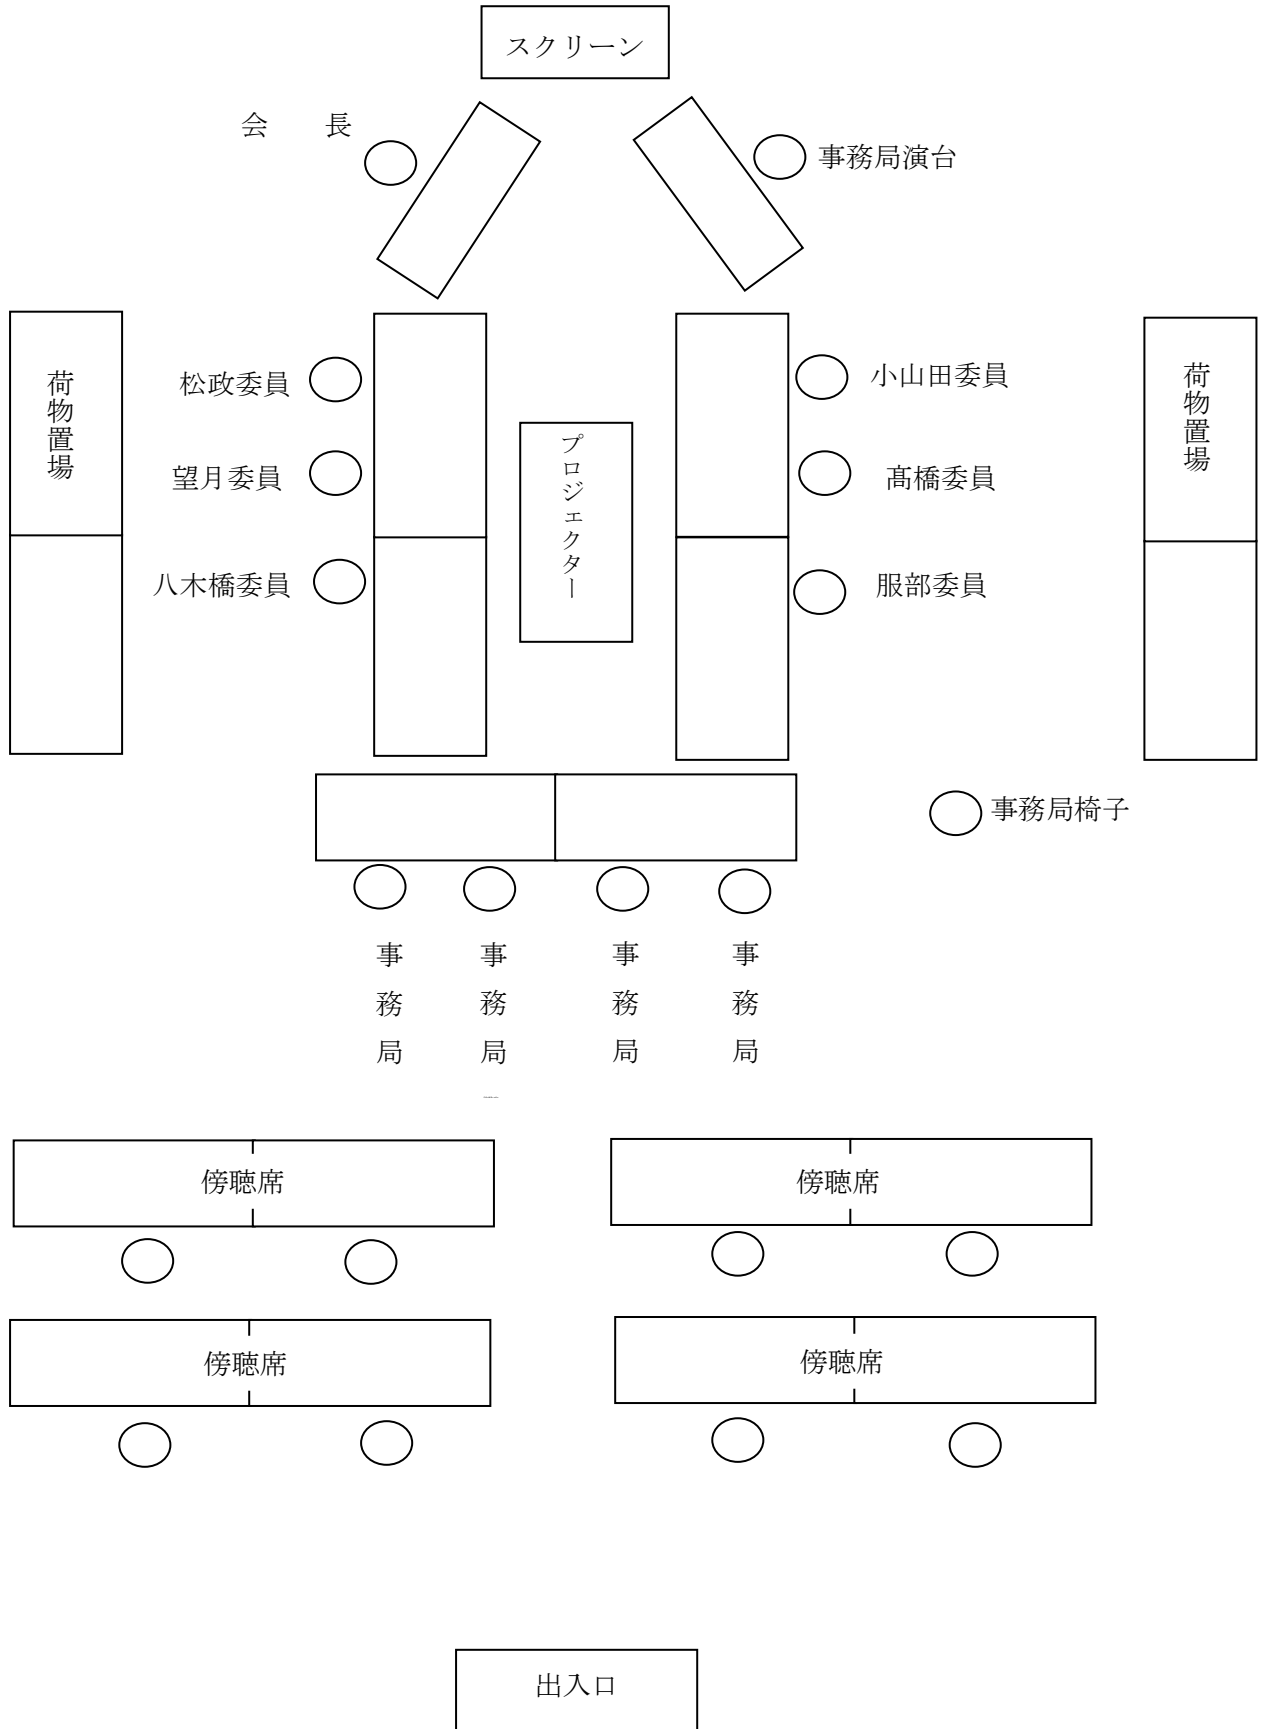 スクリーン
会　　長
事務局演台
荷物置場
松政委員
望月委員
八木橋委員
プロジェクター
小山田委員
髙橋委員
服部委員
荷物置場
事務局椅子
事務局
事務局
事務局
事務局
傍聴席
傍聴席
傍聴席
傍聴席
出入口